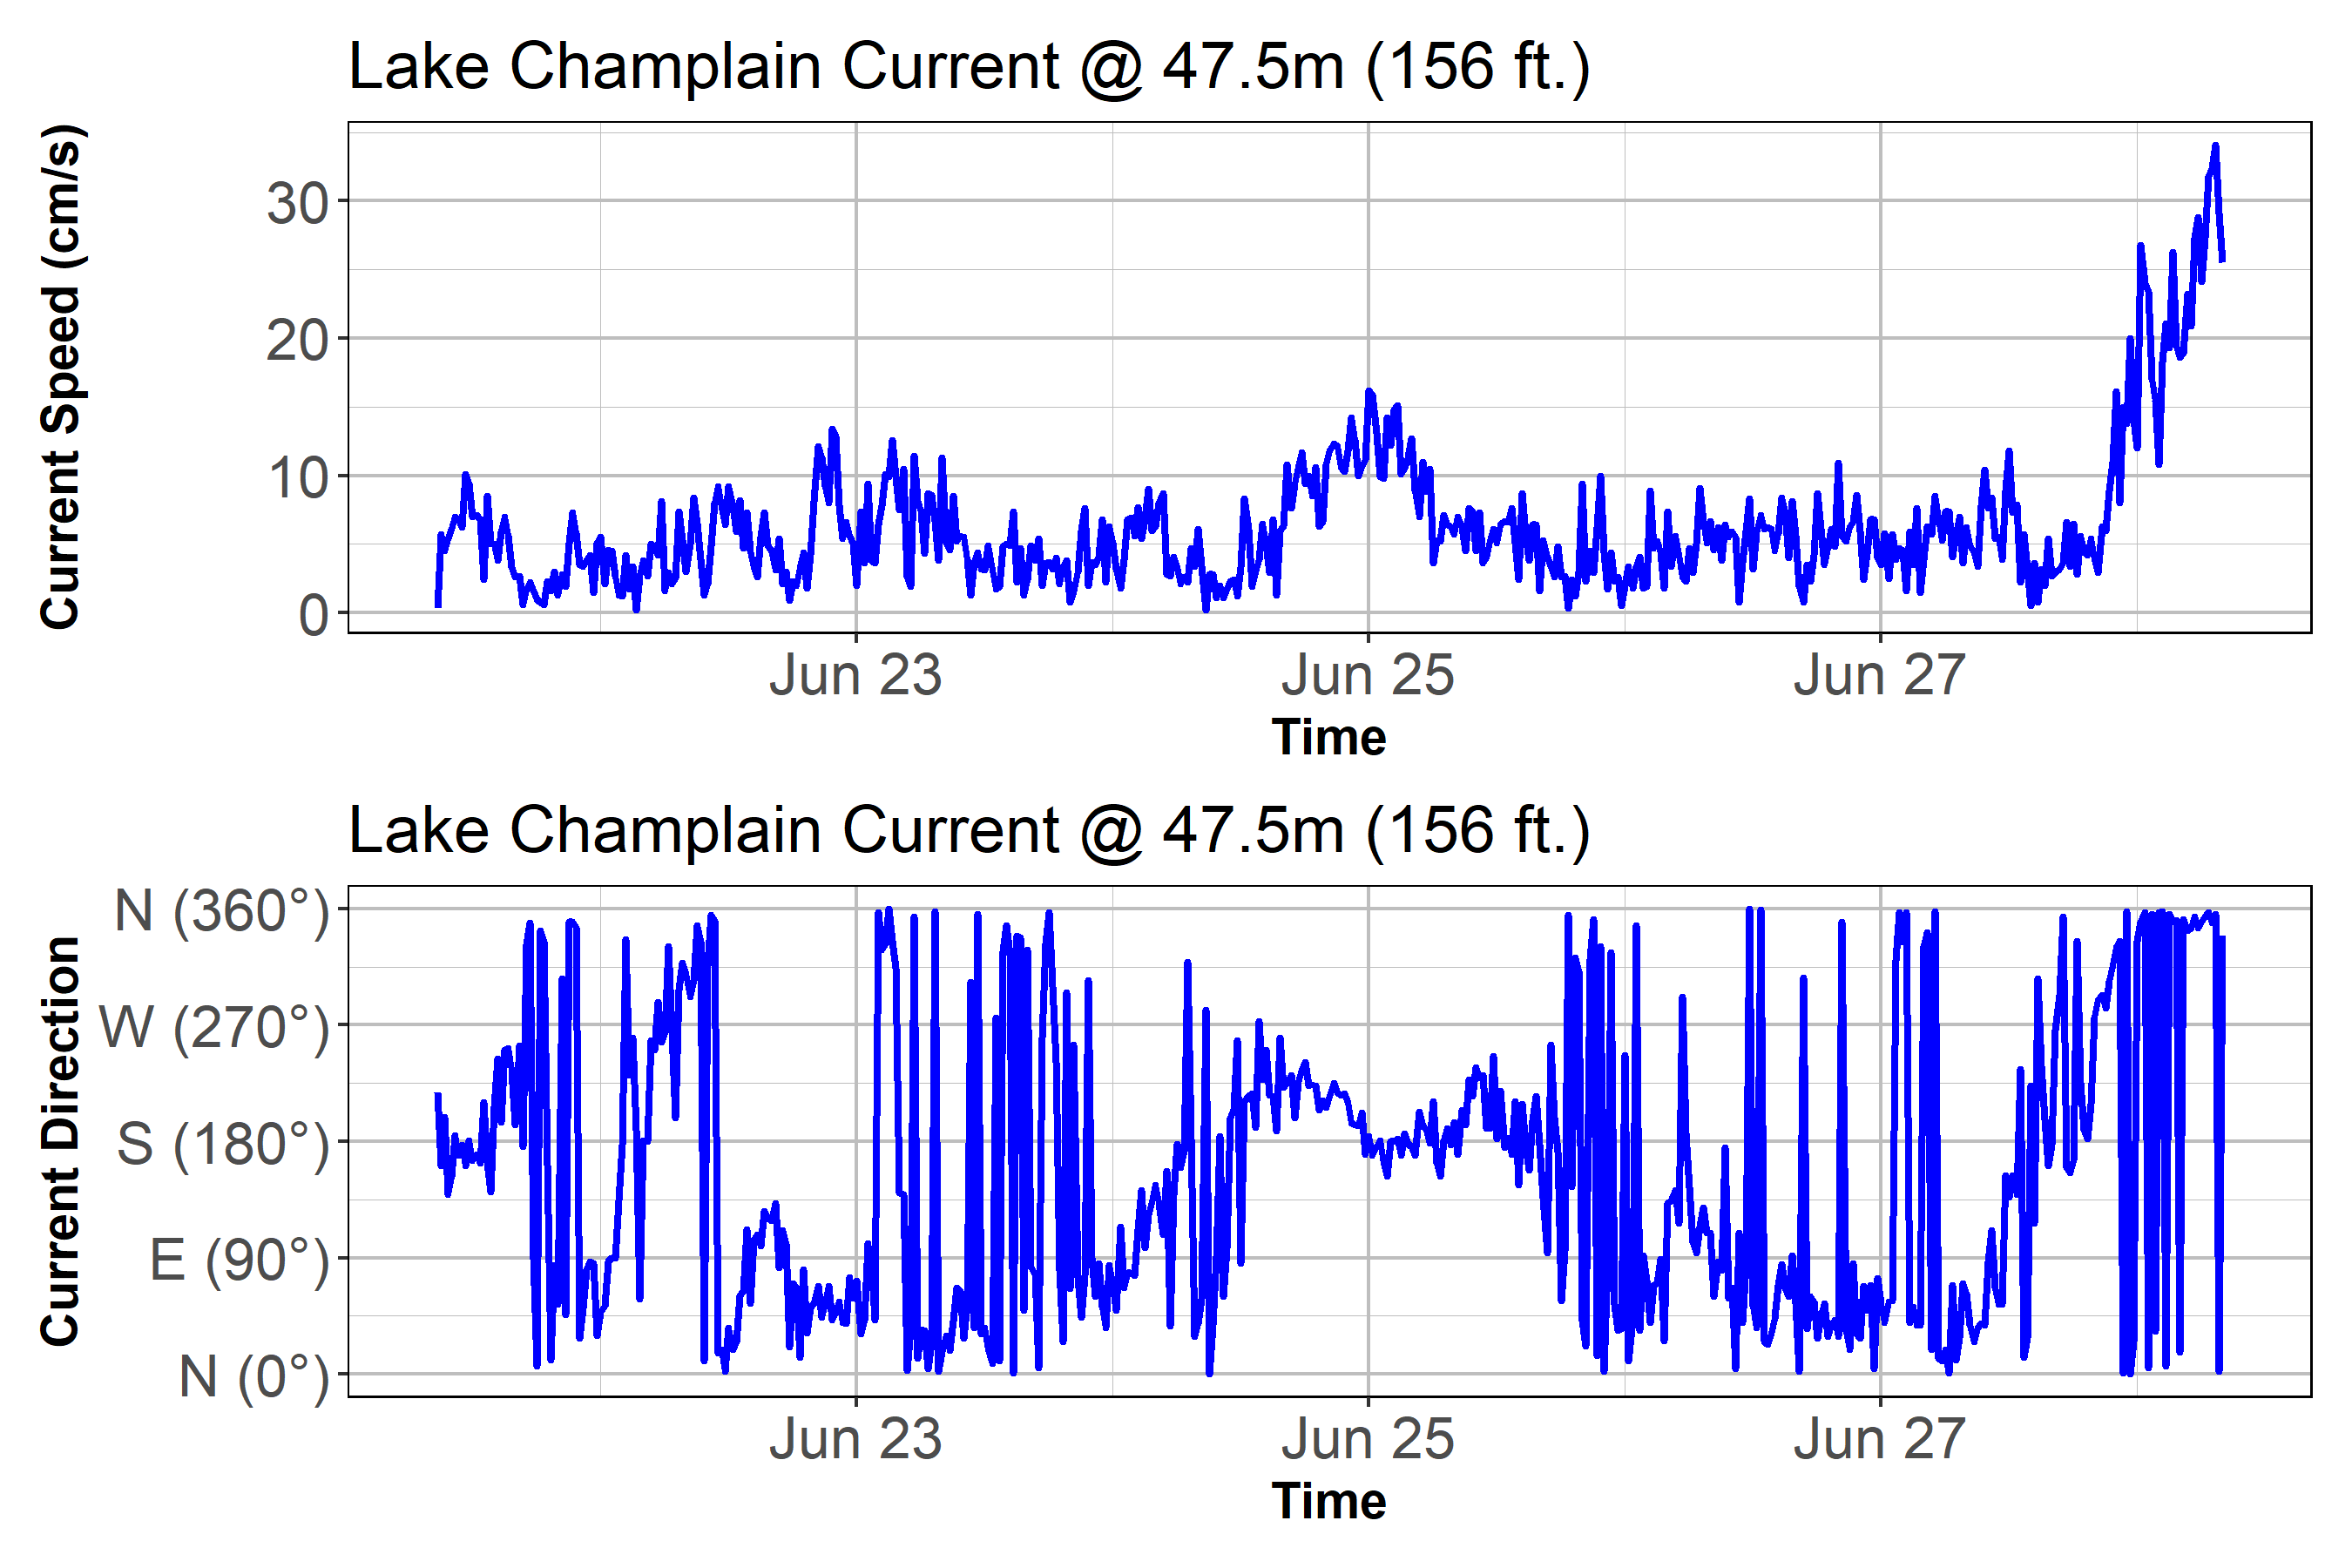 Lake Champlain Current @ 47.5m (156 ft.)
Current Speed (cm/s)
30
20
10
0
Jun 23
Jun 25
Jun 27
Time
Lake Champlain Current @ 47.5m (156 ft.)
Current Direction
N (360°)
W (270°)
S (180°)
E (90°)
N (0°)
Jun 23
Jun 25
Jun 27
Time